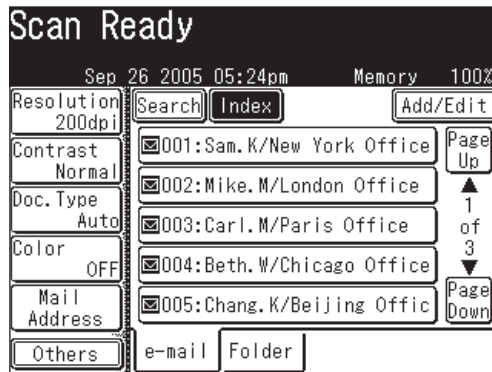 Scan Ready
Sep 26 2005 05:24pm Memory 100%
Resolution
200dpi
Contrast
Normal
Doc.Type
Auto
Color
OFF
Mail
Address
Others
Search Index Add/Edit
001:Sam.K/New York Office
002:Mike.M/London Office
003:Carl.M/Paris Office
004:Beth.W/Chicago Office
005:Chang.K/Beijing Offic
Page
Up
1
of
3
Page
Down
e-mail Folder